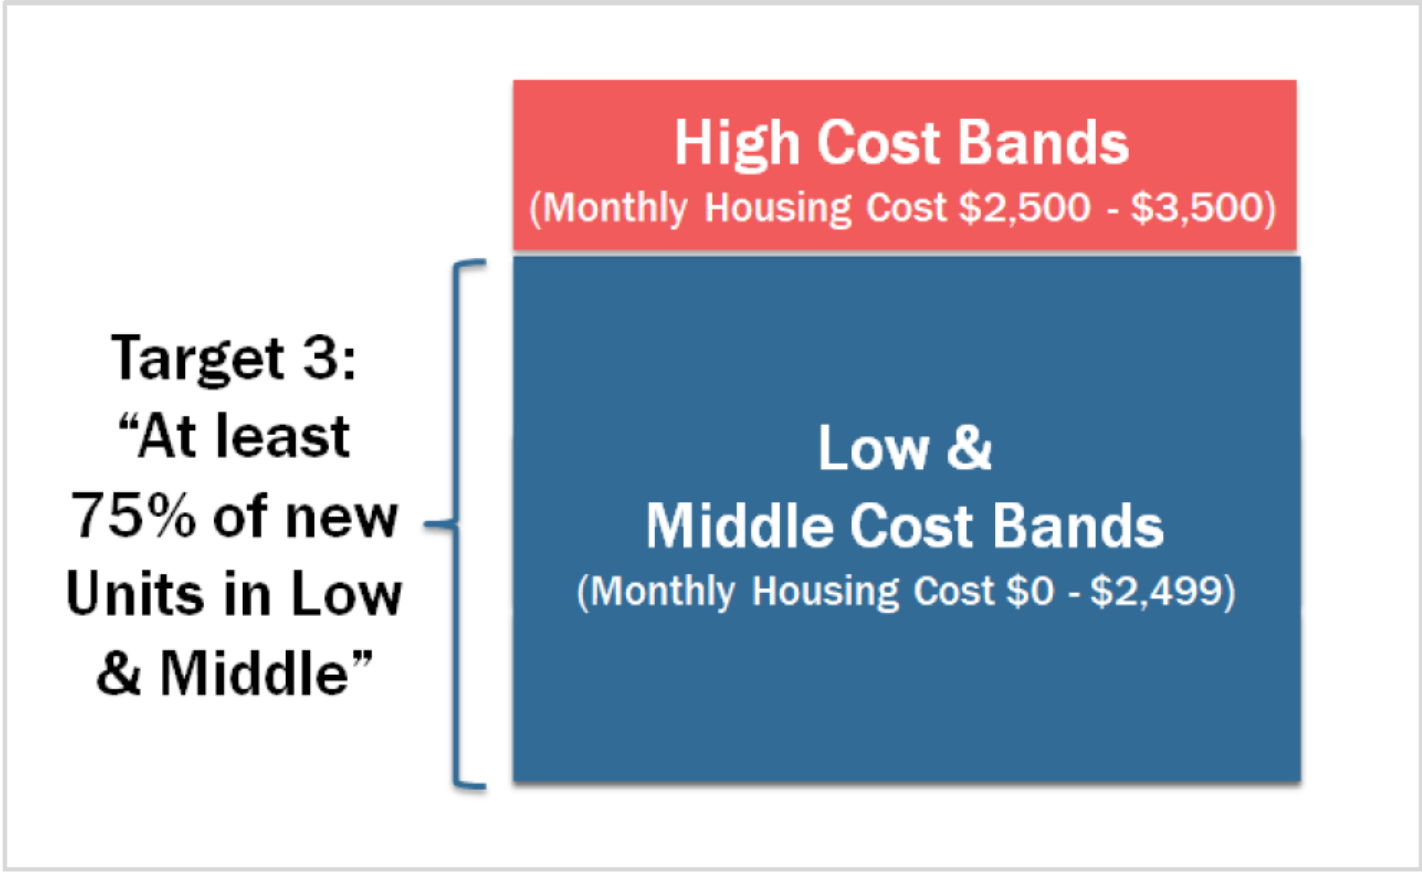 High Cost Bands
(Monthly Housing Cost $2,500 - $3,500)
Target 3:
“At least
75% of new
Units in Low
& Middle”
Low &
Middle Cost Bands
(Monthly Housing Cost $0 - $2,499)